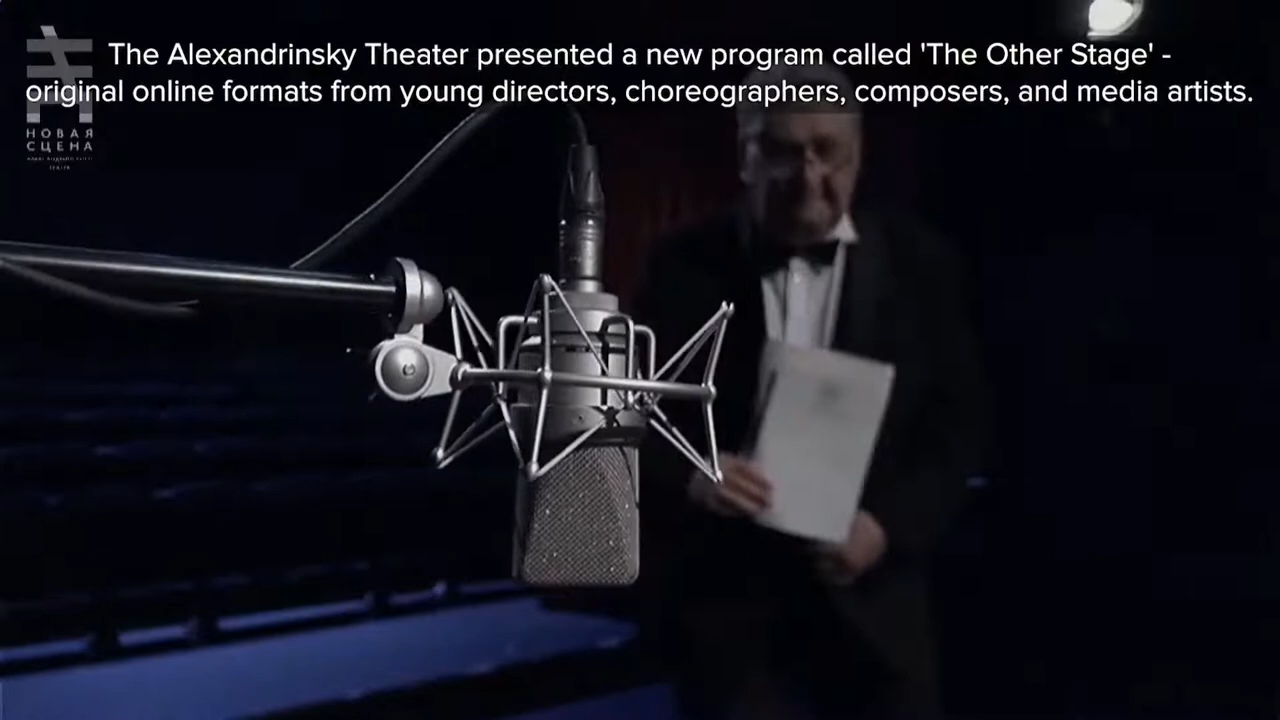 The Alexandrinsky Theater presented a new program called 'The Other Stage' -
original online formats from young directors, choreographers, composers, and media artists.
НОВАЯ
СЦЕНА